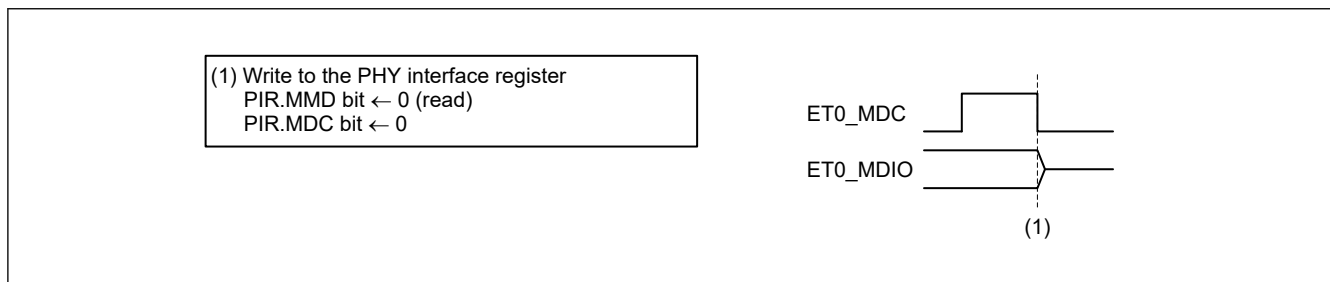 (1) Write to the PHY interface register
PIR.MMD bit ← 0 (read)
PIR.MDC bit ← 0
ET0_MDC
ET0_MDIO
(1)